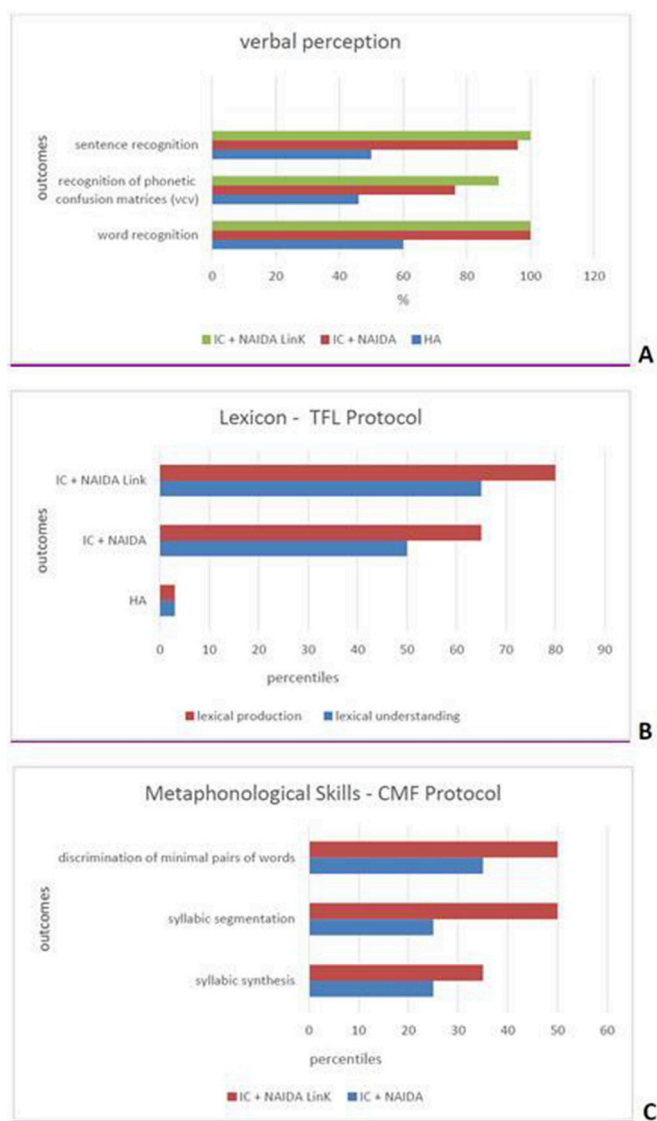 verbal perception
outcomes
sentence recognition
recognition of phonetic
confusion matrices (vcv)
word recognition
0 20 40 60 80 100 120
%
IC + NAIDA LinK IC + NAIDA HA
A
Lexicon - TFL Protocol
outcomes
IC + NAIDA Link
IC + NAIDA
HA
0 10 20 30 40 50 60 70 80 90
percentiles
lexical production lexical understanding
B
Metaphonological Skills - CMF Protocol
outcomes
discrimination of minimal pairs of words
syllabic segmentation
syllabic synthesis
0 10 20 30 40 50 60
percentiles
IC + NAIDA LinK IC + NAIDA
C